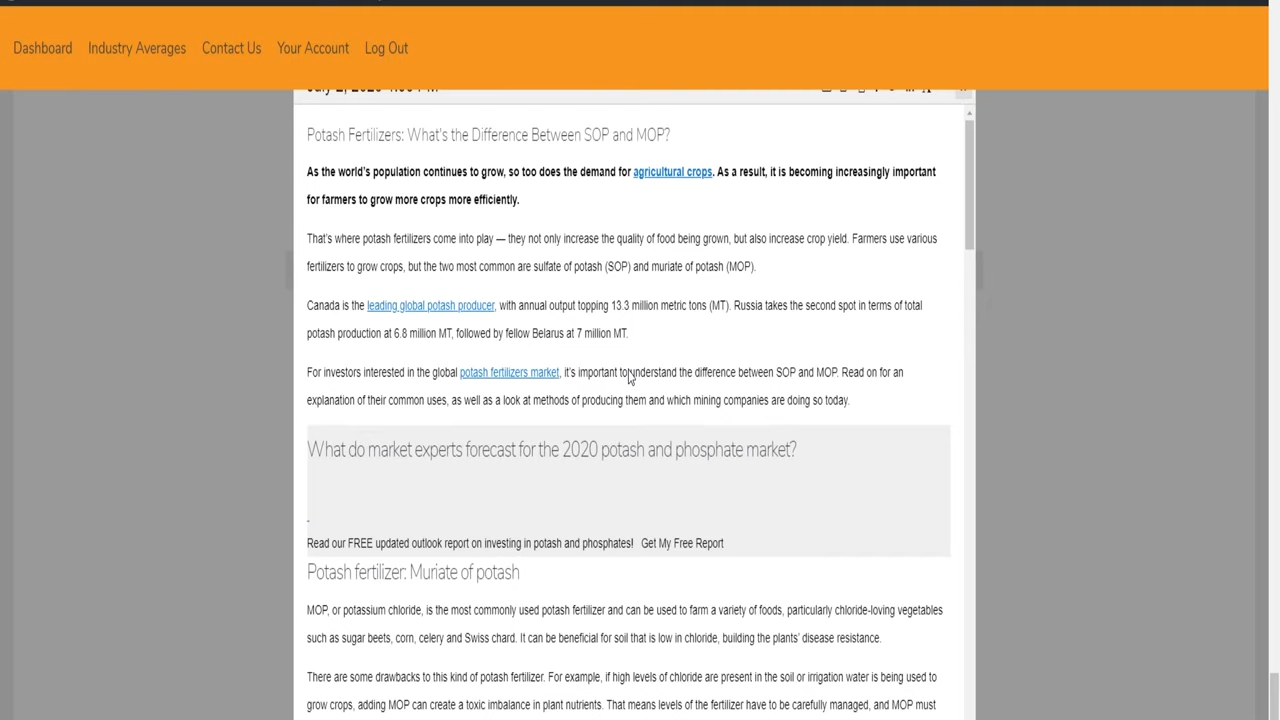 Dashboard Industry Averages Contact Us Your Account Log Out
Potash Fertilizers: What's the Difference Between SOP and MOP?
As the world's population continues to grow, so too does the demand for agricultural crops. As a result, it is becoming increasingly important
for farmers to grow more crops more efficiently.
That's where potash fertilizers come into play — they not only increase the quality of food being grown, but also increase crop yield. Farmers use various
fertilizers to grow crops, but the two most common are sulfate of potash (SOP) and muriate of potash (MOP).
Canada is the leading global potash producer, with annual output topping 13.3 million metric tons (MT). Russia takes the second spot in terms of total
potash production at 6.8 million MT, followed by fellow Belarus at 7 million MT.
For investors interested in the global potash fertilizers market, it's important to understand the difference between SOP and MOP. Read on for an
explanation of their common uses, as well as a look at methods of producing them and which mining companies are doing so today.
What do market experts forecast for the 2020 potash and phosphate market?
Read our FREE updated outlook report on investing in potash and phosphates! Get My Free Report
Potash fertilizer: Muriate of potash
MOP, or potassium chloride, is the most commonly used potash fertilizer and can be used to farm a variety of foods, particularly chloride-loving vegetables
such as sugar beets, corn, celery and Swiss chard. It can be beneficial for soil that is low in chloride, building the plants' disease resistance.
There are some drawbacks to this kind of potash fertilizer. For example, if high levels of chloride are present in the soil or irrigation water is being used to
grow crops, adding MOP can create a toxic imbalance in plant nutrients. That means levels of the fertilizer have to be carefully managed, and MOP must